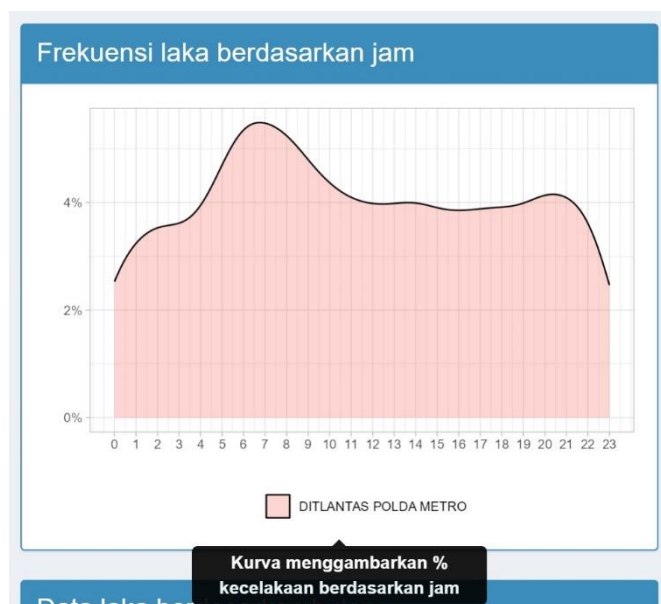 Frekuensi laka berdasarkan jam
4%
2%
0%
0 1 2 3 4 5 6 7 8 9 10 11 12 13 14 15 16 17 18 19 20 21 22 23
DITLANTAS POLDA METRO
Kurva menggambarkan %
kecelakaan berdasarkan jam